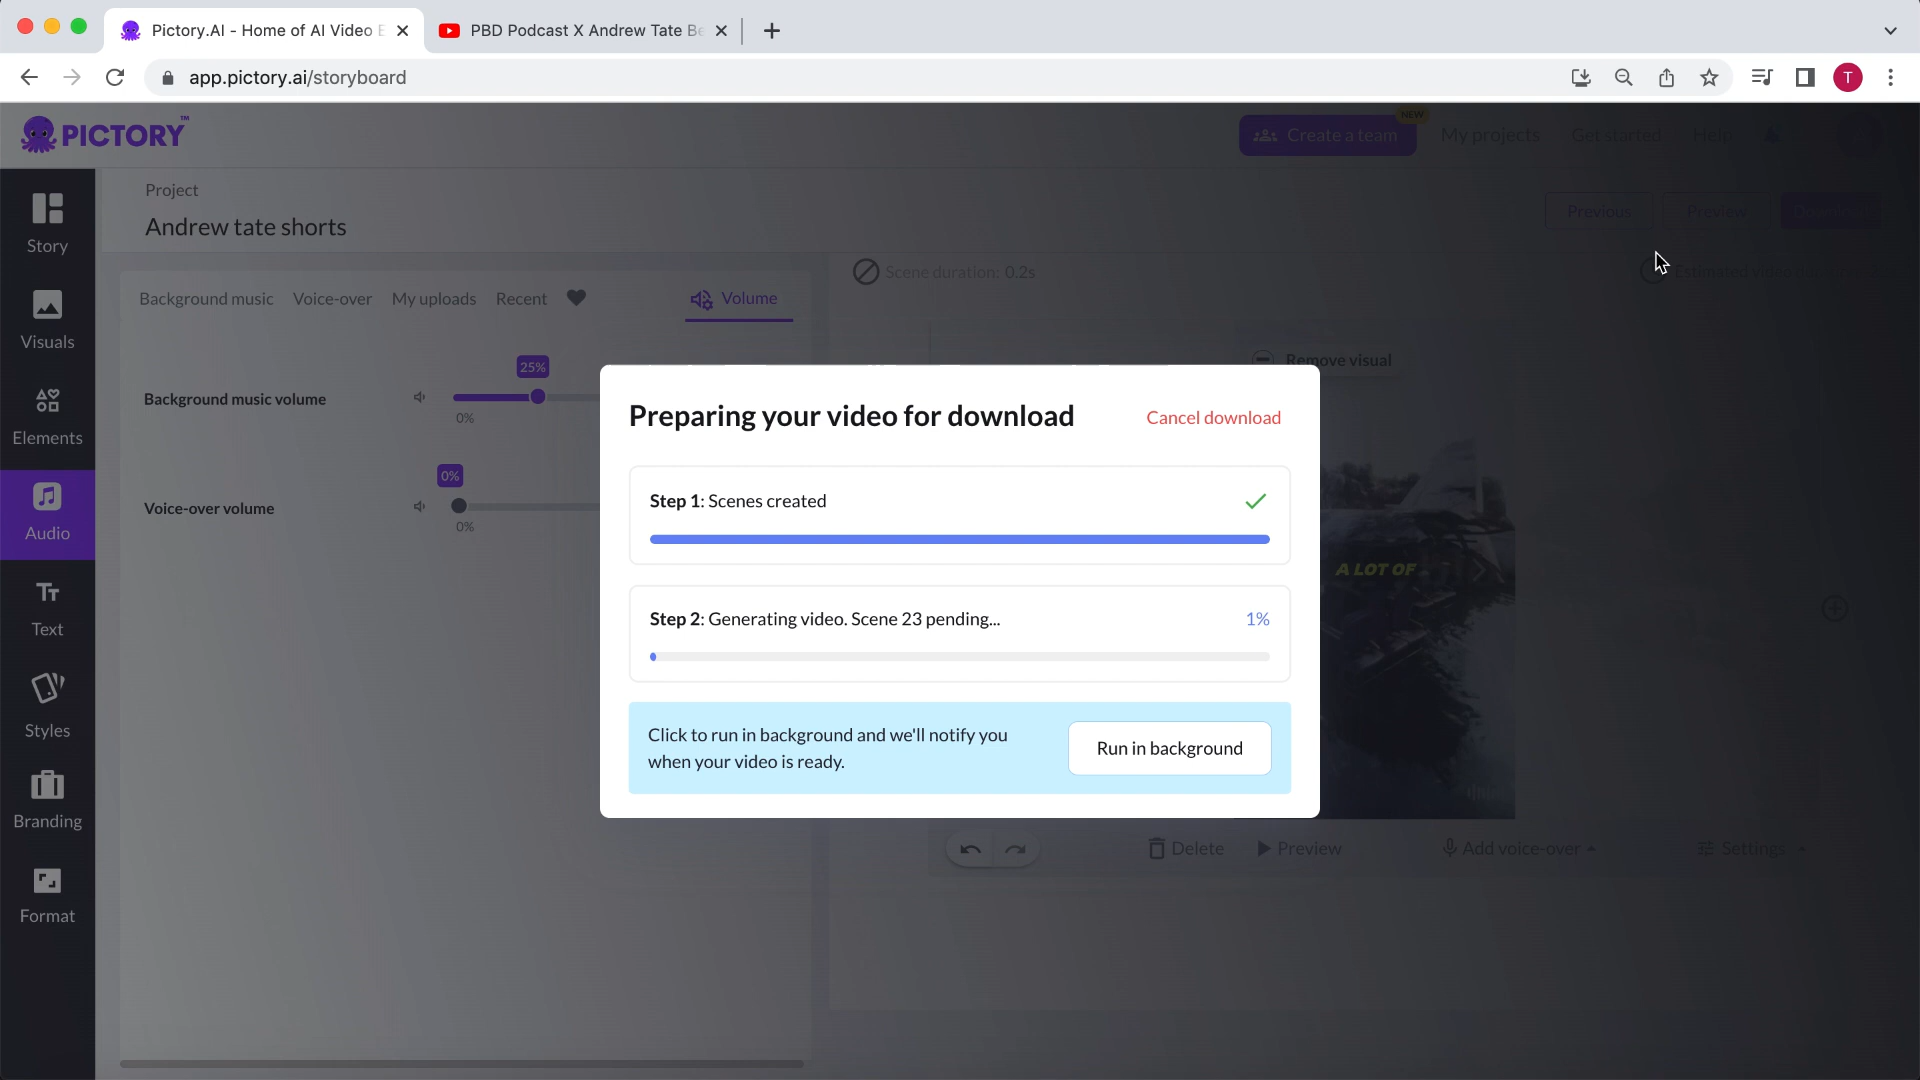 Pictory.AI - Home of AI Video E
PBD Podcast X Andrew Tate Be
app.pictory.ai/storyboard
T
PICTORY™
NEW
Create a team
My projects
Get started
Help
Project
Andrew tate shorts
Previous
Preview
Download
Story
Visuals
Elements
Audio
Text
Styles
Branding
Format
Background music
Voice-over
My uploads
Recent
Volume
Scene duration: 0.2s
Estimated video
Remove visual
25%
Background music volume
0%
0%
Voice-over volume
0%
Preparing your video for download
Cancel download
Step 1: Scenes created
Step 2: Generating video. Scene 23 pending...
1%
Click to run in background and we'll notify you
when your video is ready.
Run in background
A LOT OF
Delete
Preview
Add voice-over
Settings